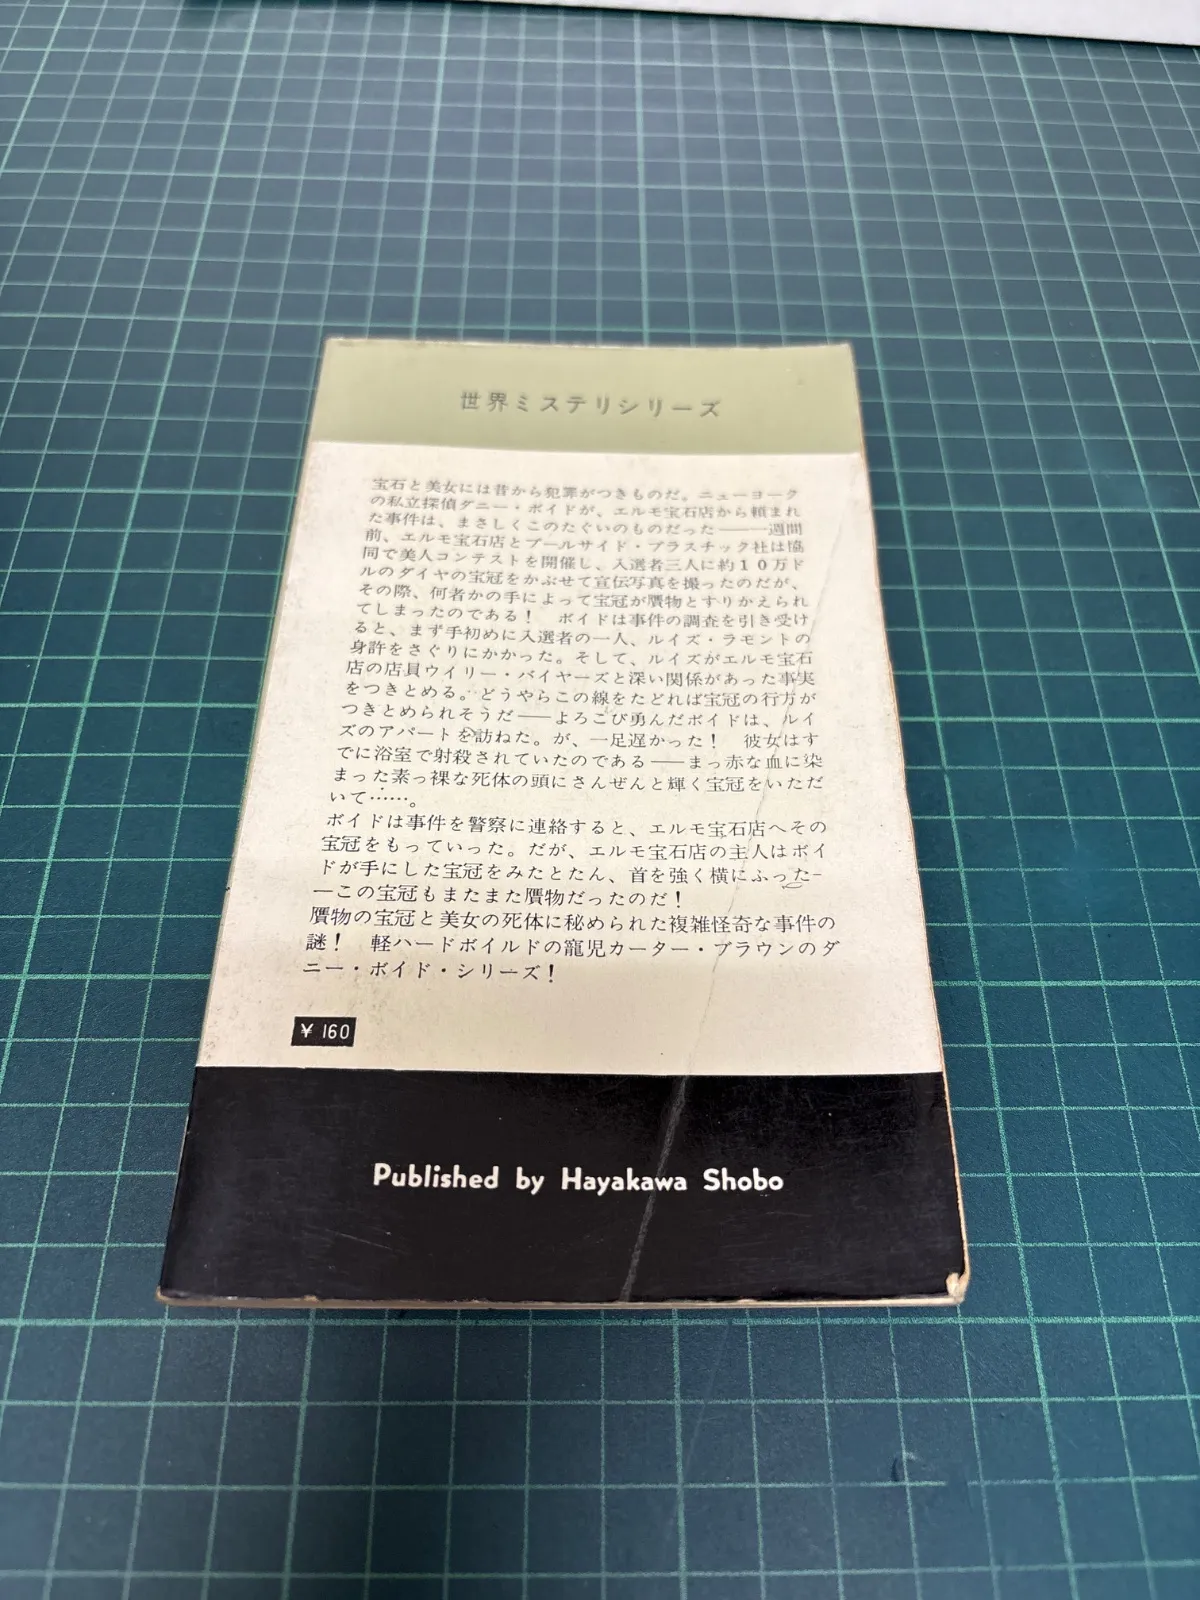 世界ミステリシリーズ
宝石と美女には昔から犯罪がつきものだ。ニューヨーク
の私立探偵ダニー・ボイドが、エルモ宝石店から頼まれ
た事件は、まさしくこのたぐいのものだった――一週間
前、エルモ宝石店とプールサイド・プラスチック社は協
同で美人コンテストを開催し、入選者三人に約１０万ド
ルのダイヤの宝冠をかぶせて宣伝写真を撮ったのだが、
その際、何者かの手によって宝冠が贋物とすりかえられ
てしまったのである！　ボイドは事件の調査を引き受け
ると、まず手初めに入選者の一人、ルイズ・ラモントの
身許をさぐりにかかった。そして、ルイズがエルモ宝石
店の店員ウイリー・バイヤーズと深い関係があった事実
をつきとめる。どうやらこの線をたどれば宝冠の行方が
つきとめられそうだ――よろこび勇んだボイドは、ルイ
ズのアパートを訪ねた。が、一足遅かった！　彼女はす
でに浴室で射殺されていたのである――まっ赤な血に染
まった素っ裸な死体の頭にさんぜんと輝く宝冠をいただ
いて……。
ボイドは事件を警察に連絡すると、エルモ宝石店へその
宝冠をもっていった。だが、エルモ宝石店の主人はボイ
ドが手にした宝冠をみたとたん、首を強く横にふった―
―この宝冠もまたまた贋物だったのだ！
贋物の宝冠と美女の死体に秘められた複雑怪奇な事件の
謎！　軽ハードボイルドの寵児カーター・ブラウンのダ
ニー・ボイド・シリーズ！
￥160
Published by Hayakawa Shobo